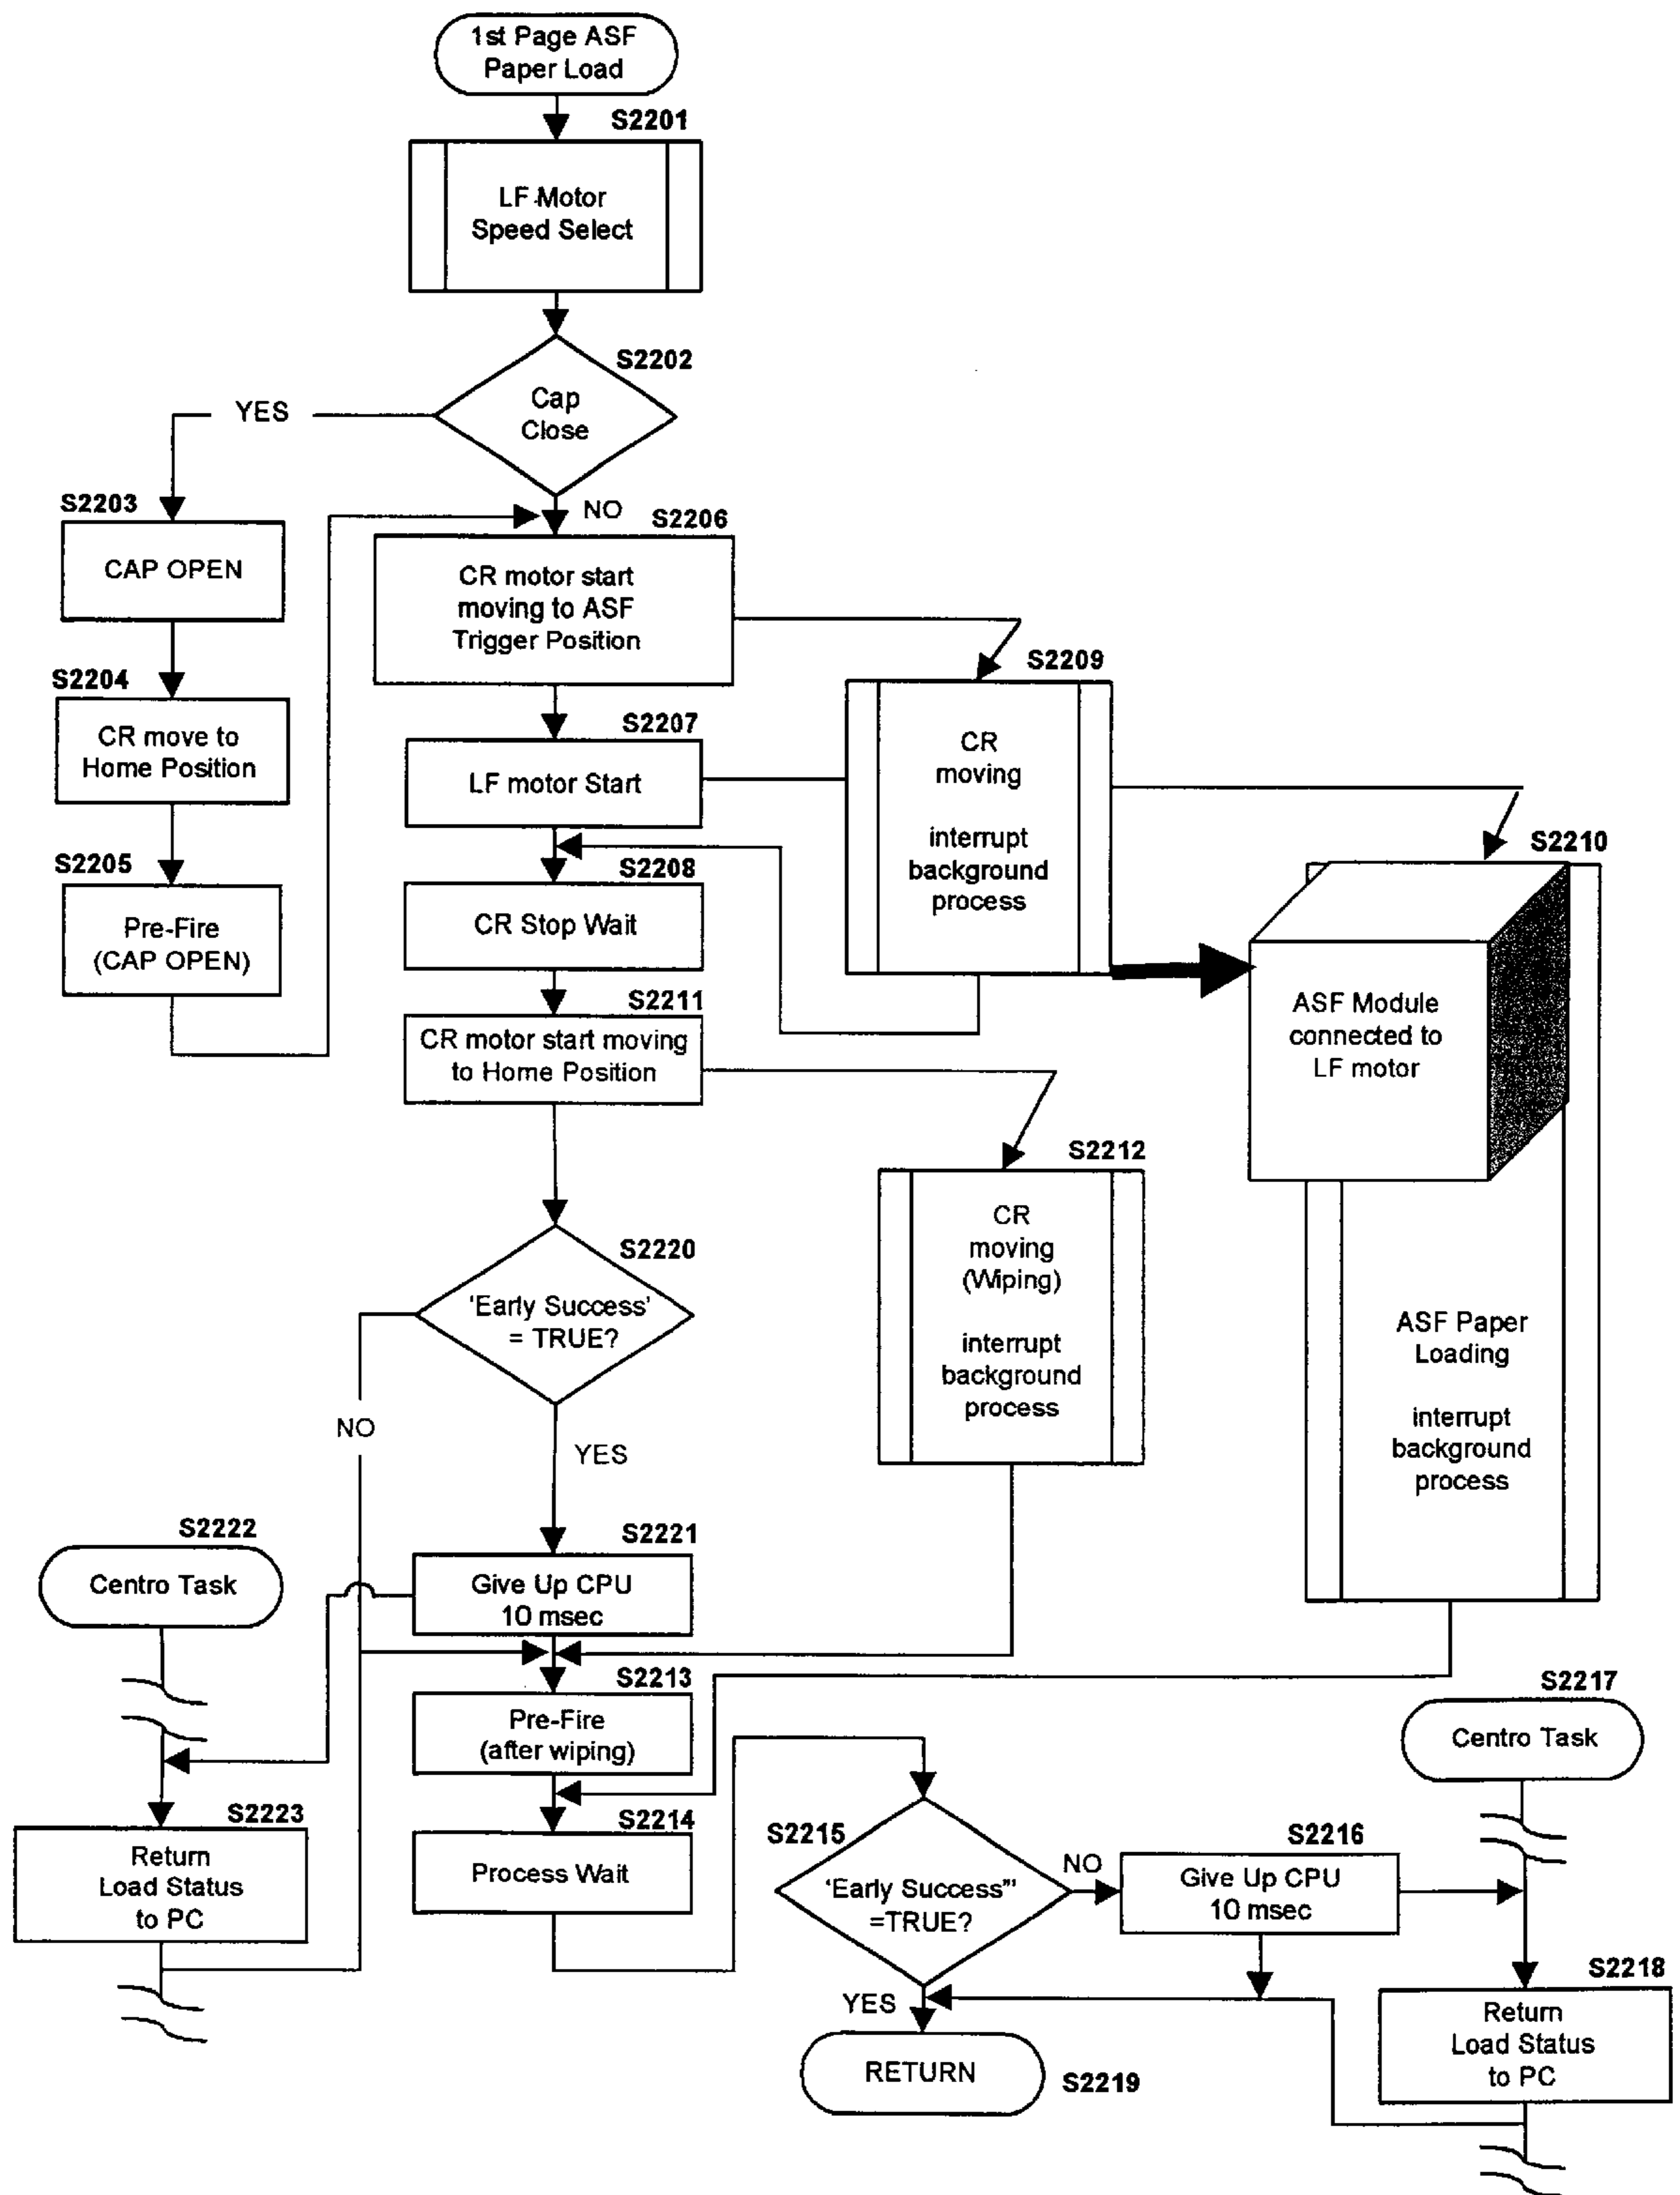 1st Page ASF
Paper Load
S2201
LF Motor
Speed Select
S2202
Cap
Close
YES
NO
S2203
CAP OPEN
S2204
CR move to
Home Position
S2205
Pre-Fire
(CAP OPEN)
S2206
CR motor start
moving to ASF
Trigger Position
S2207
LF motor Start
S2208
CR Stop Wait
S2209
CR
moving
interrupt
background
process
S2210
ASF Module
connected to
LF motor
ASF Paper
Loading
interrupt
background
process
S2211
CR motor start moving
to Home Position
S2212
CR
moving
(Wiping)
interrupt
background
process
S2220
'Early Success'
= TRUE?
NO
YES
S2221
Give Up CPU
10 msec
S2222
Centro Task
S2223
Return
Load Status
to PC
S2213
Pre-Fire
(after wiping)
S2214
Process Wait
S2215
'Early Success'"
=TRUE?
NO
YES
S2216
Give Up CPU
10 msec
S2217
Centro Task
S2218
Return
Load Status
to PC
RETURN
S2219